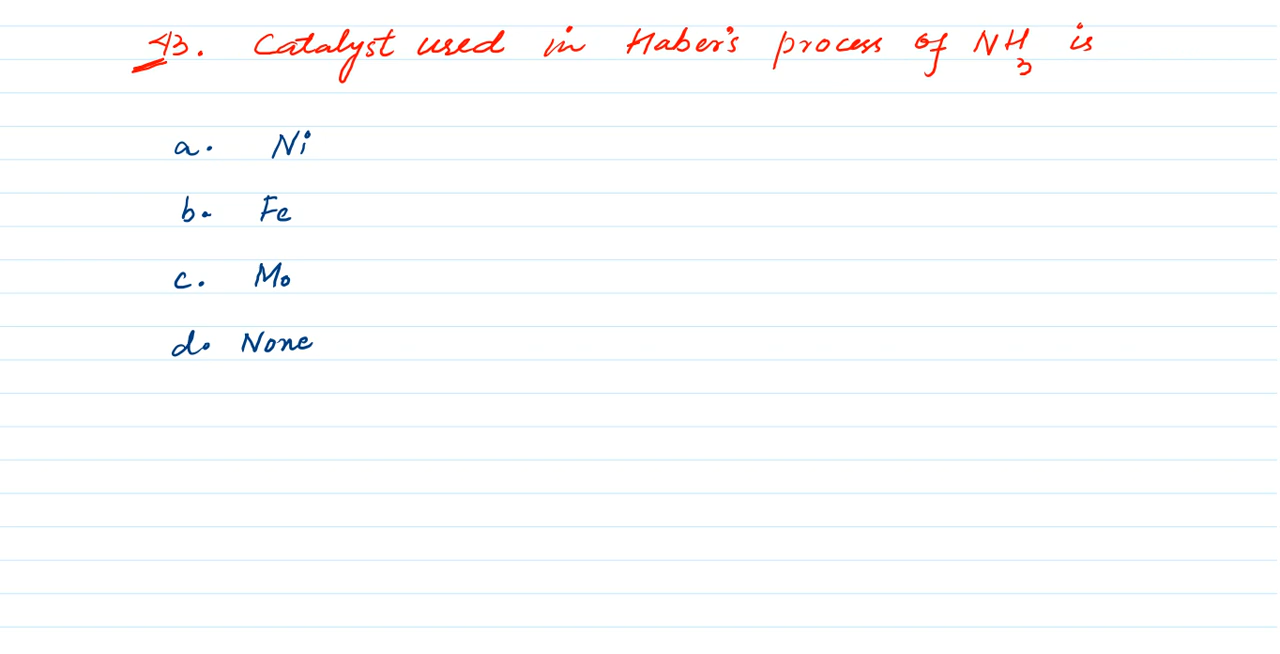 43. Catalyst used in Haber's process of NH3 is
a. Ni
b. Fe
c. Mo
d. None